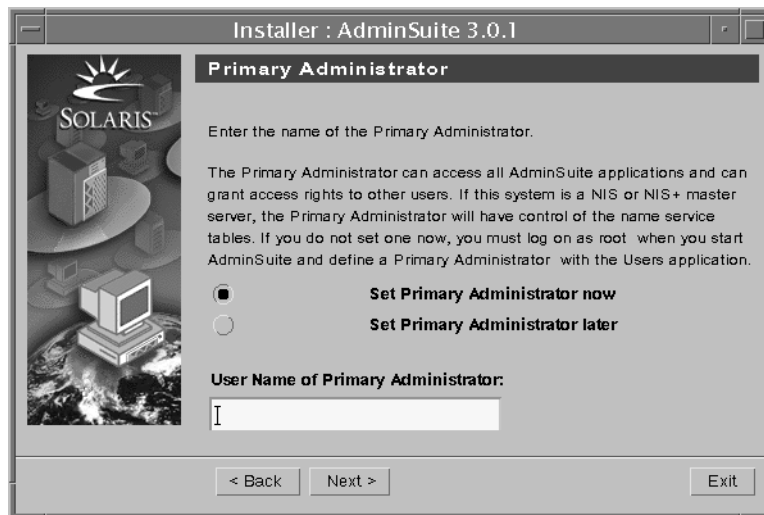 Installer : AdminSuite 3.0.1
SOLARIS™
Primary Administrator
Enter the name of the Primary Administrator.
The Primary Administrator can access all AdminSuite applications and can
grant access rights to other users. If this system is a NIS or NIS+ master
server, the Primary Administrator will have control of the name service
tables. If you do not set one now, you must log on as root when you start
AdminSuite and define a Primary Administrator with the Users application.
Set Primary Administrator now
Set Primary Administrator later
User Name of Primary Administrator:
< Back
Next >
Exit